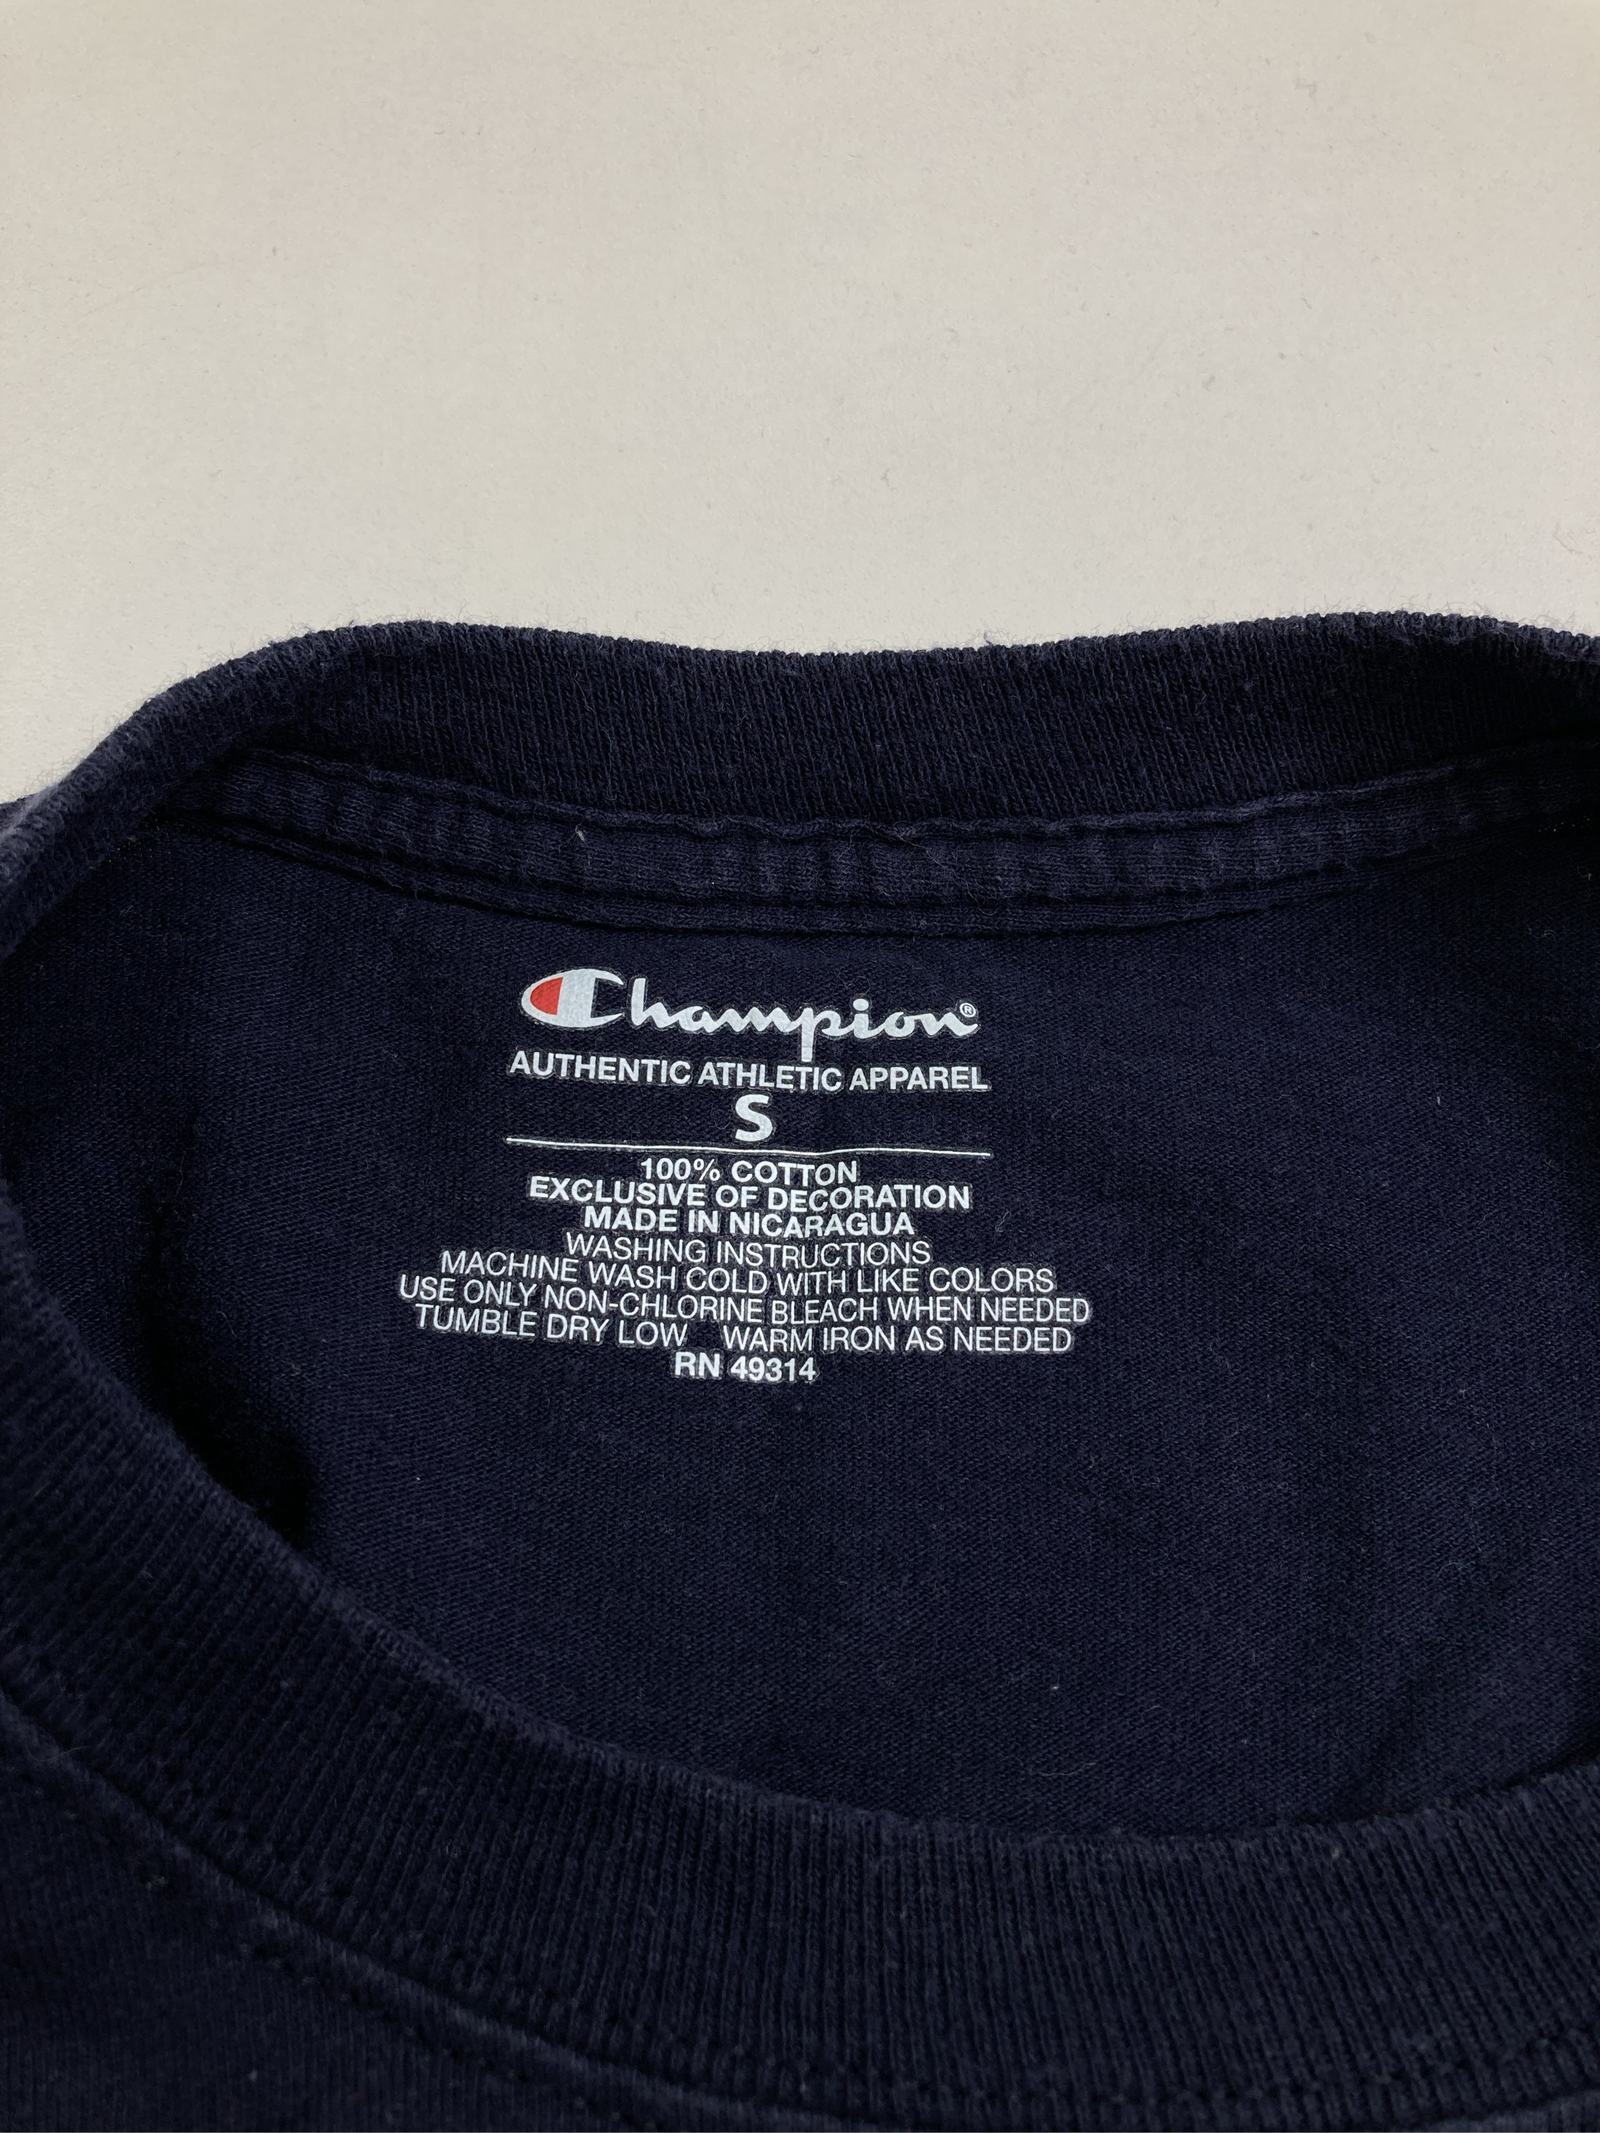 Champion®
AUTHENTIC ATHLETIC APPAREL
S
100% COTTON
EXCLUSIVE OF DECORATION
MADE IN NICARAGUA
WASHING INSTRUCTIONS
MACHINE WASH COLD WITH LIKE COLORS
USE ONLY NON-CHLORINE BLEACH WHEN NEEDED
TUMBLE DRY LOW WARM IRON AS NEEDED
RN 49314